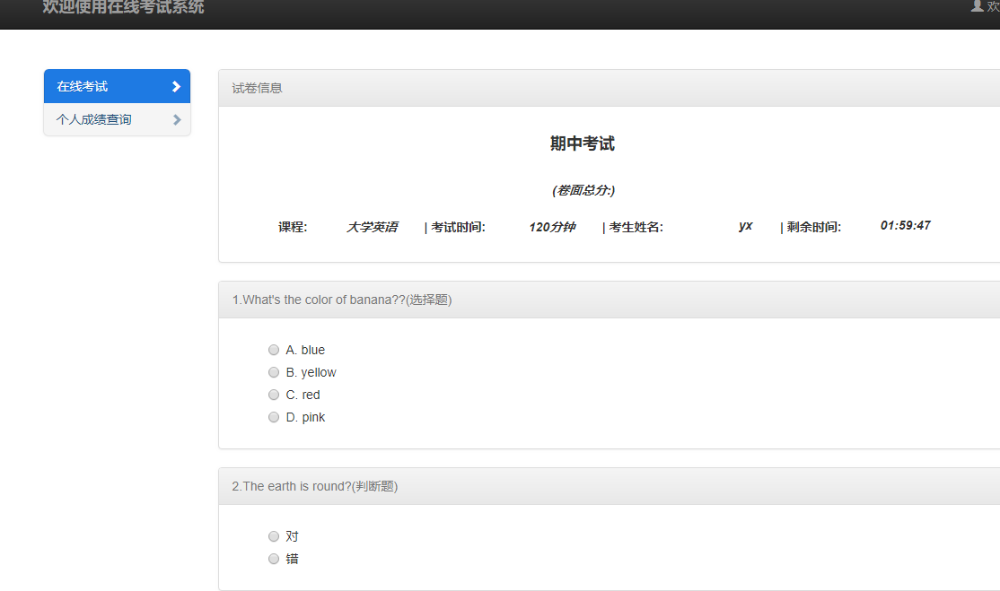 欢迎使用在线考试系统
欢
在线考试
个人成绩查询
试卷信息
期中考试
(卷面总分:)
课程: 大学英语 | 考试时间: 120分钟 | 考生姓名: yx | 剩余时间: 01:59:47
1.What's the color of banana??(选择题)
A. blue
B. yellow
C. red
D. pink
2.The earth is round?(判断题)
对
错